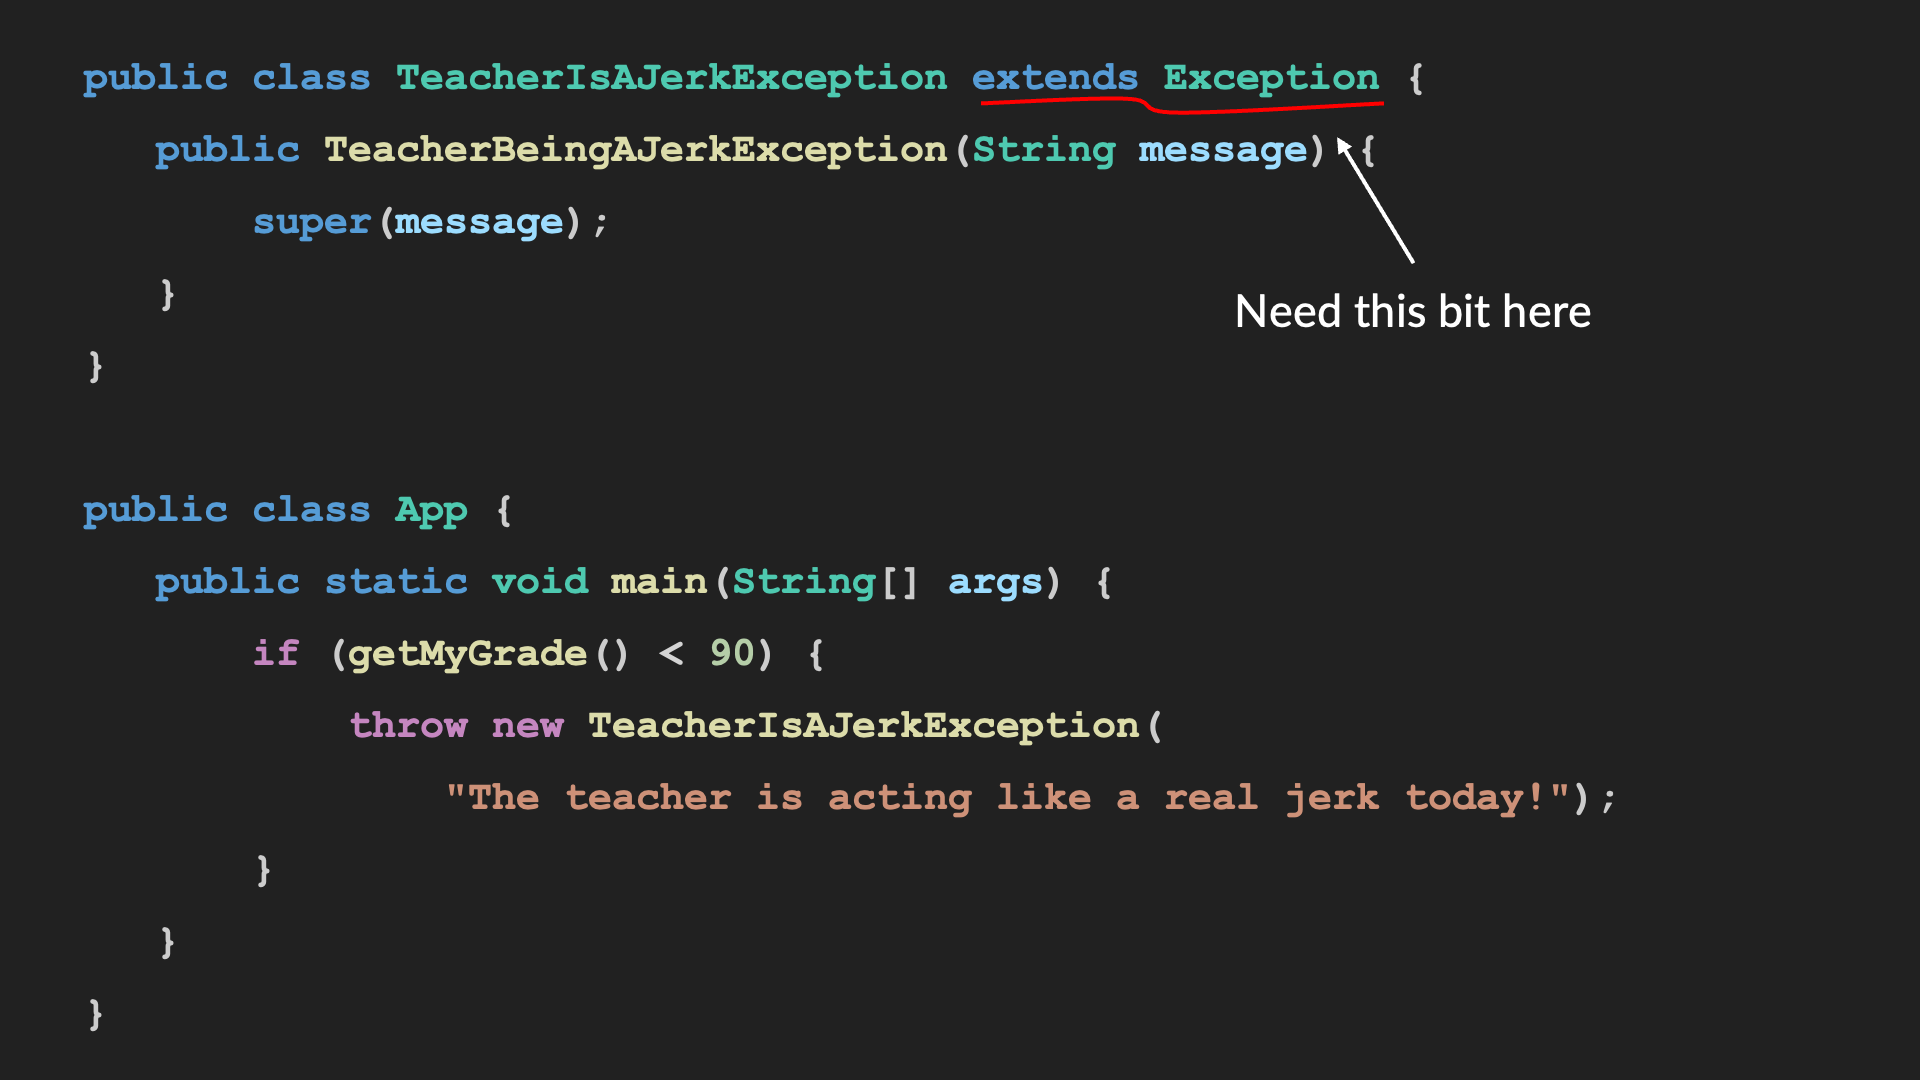 public class TeacherIsAJerkException extends Exception {
public TeacherBeingAJerkException(String message) {
super(message);
}
Need this bit here
}
public class App {
public static void main(String[] args) {
if (getMyGrade() < 90) {
throw new TeacherIsAJerkException(
"The teacher is acting like a real jerk today!");
}
}
}